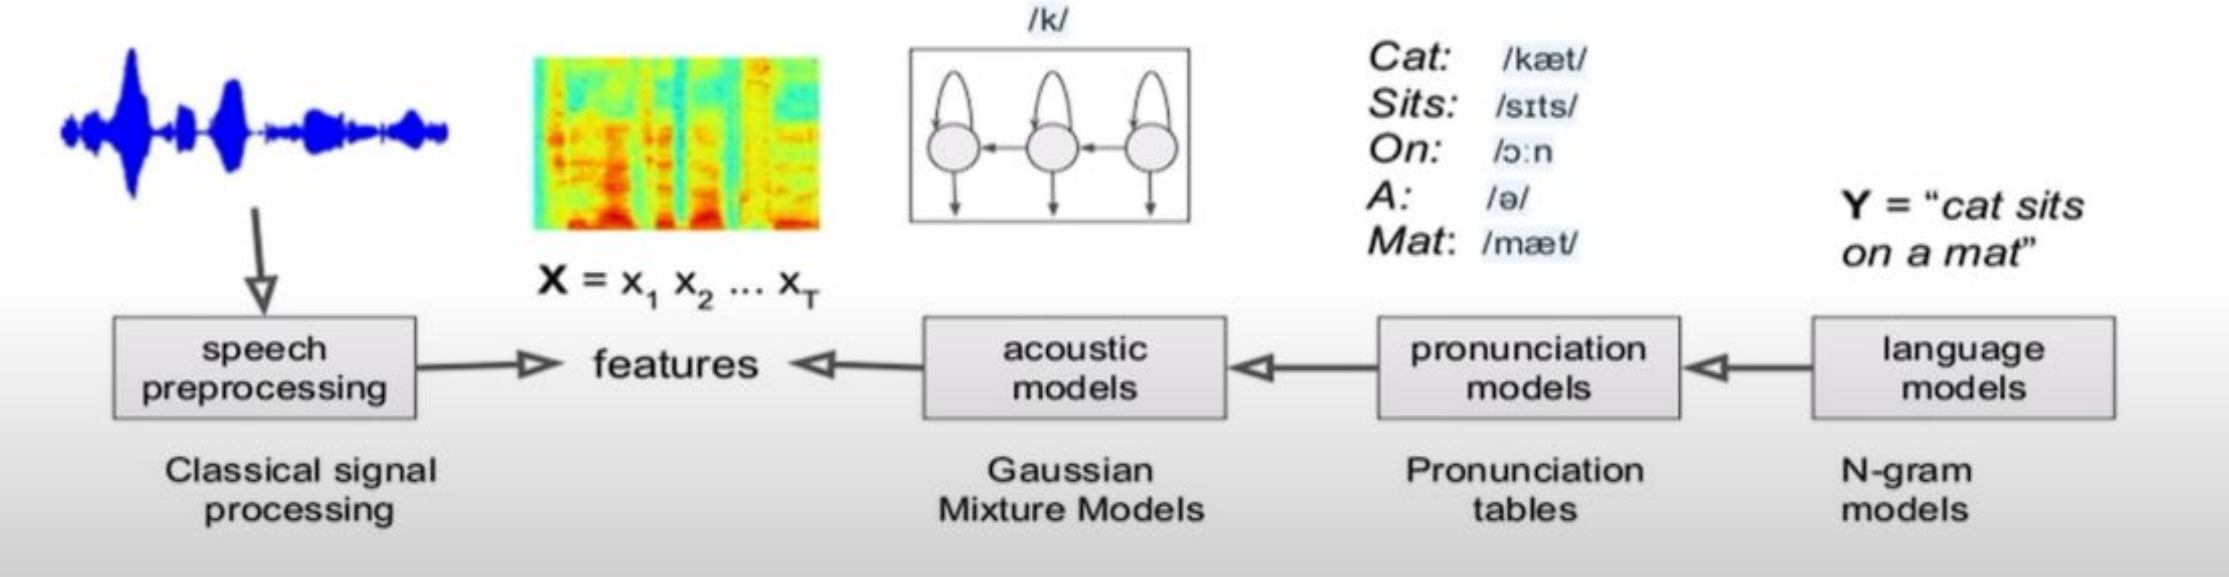 /k/
Cat: /kæt/
Sits: /sɪts/
On: /ɔːn
A: /ə/
Mat: /mæt/
Y = “cat sits
on a mat”
X = x1 x2 ... xT
speech
preprocessing
features
acoustic
models
pronunciation
models
language
models
Classical signal
processing
Gaussian
Mixture Models
Pronunciation
tables
N-gram
models